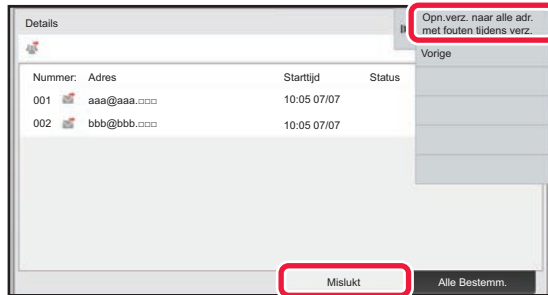 Details
Opn.verz. naar alle adr.
met fouten tijdens verz.
Vorige
Nummer: Adres Starttijd Status
001 aaa@aaa.□□□ 10:05 07/07
002 bbb@bbb.□□□ 10:05 07/07
Mislukt Alle Bestemm.